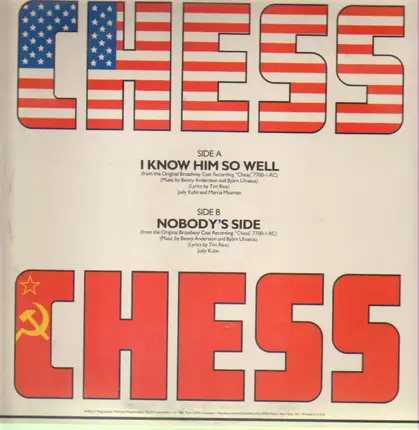 CHESS
SIDE A
I KNOW HIM SO WELL
(from the Original Broadway Cast Recording "Chess," 7700-1-RC)
(Music by Benny Andersson and Björn Ulvaeus)
(Lyrics by Tim Rice)
Judy Kuhn and Marcia Mitzman
SIDE B
NOBODY'S SIDE
(from the Original Broadway Cast Recording "Chess," 7700-1-RC)
(Music by Benny Andersson and Björn Ulvaeus)
(Lyrics by Tim Rice)
Judy Kuhn
CHESS